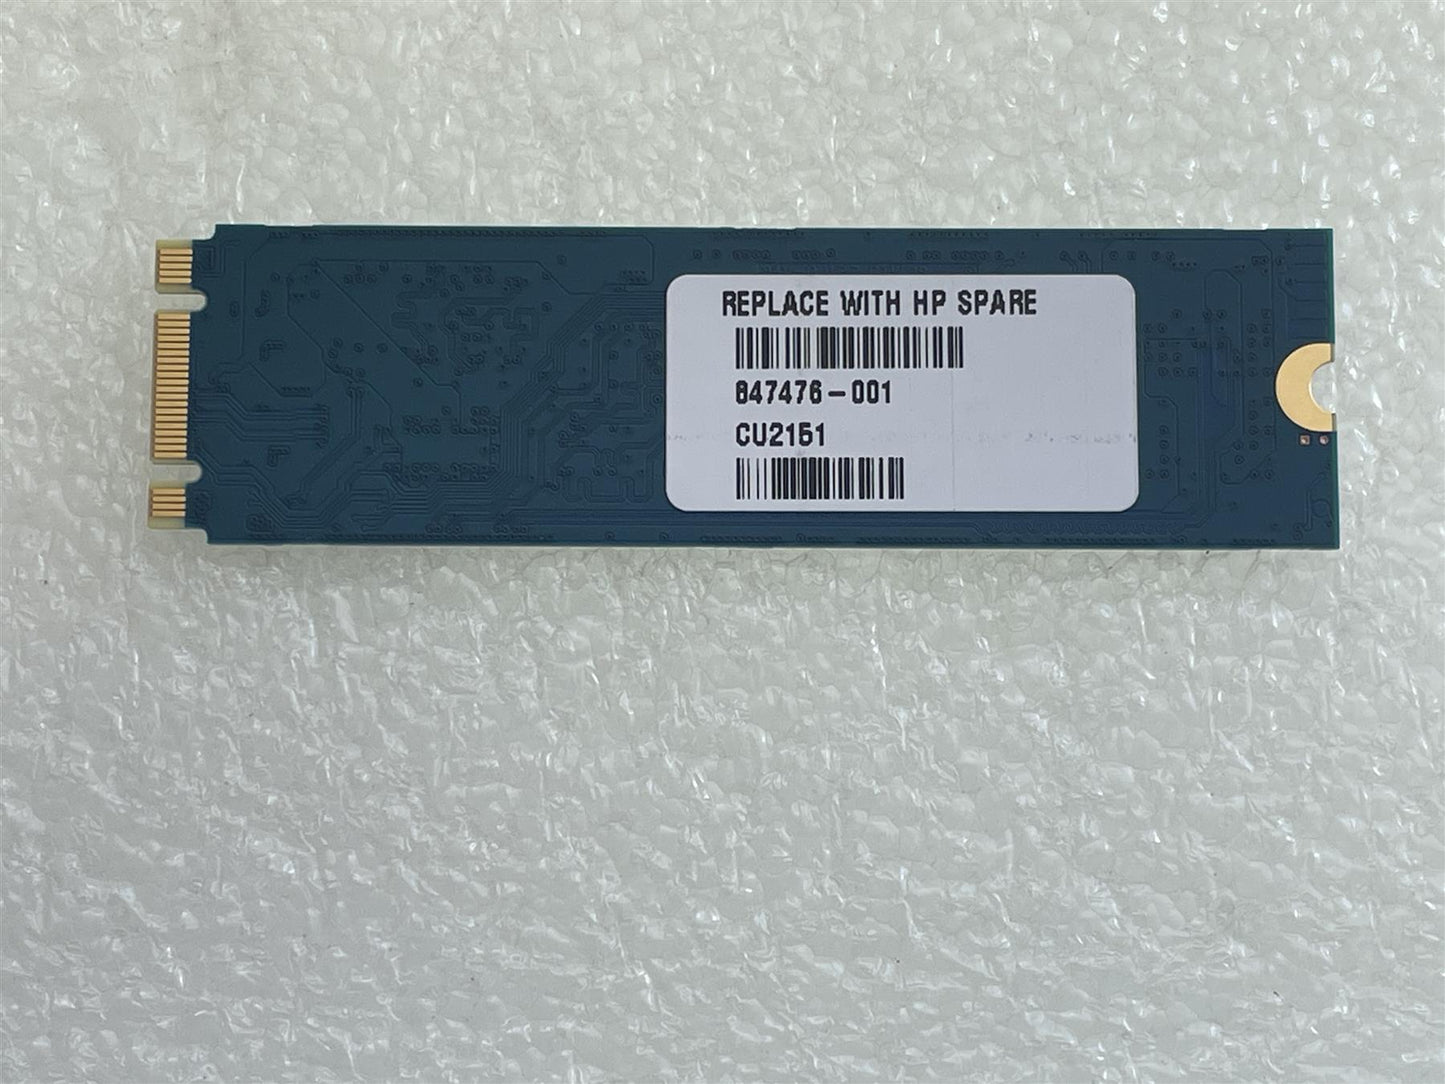 REPLACE WITH HP SPARE
847476-001
CU2151